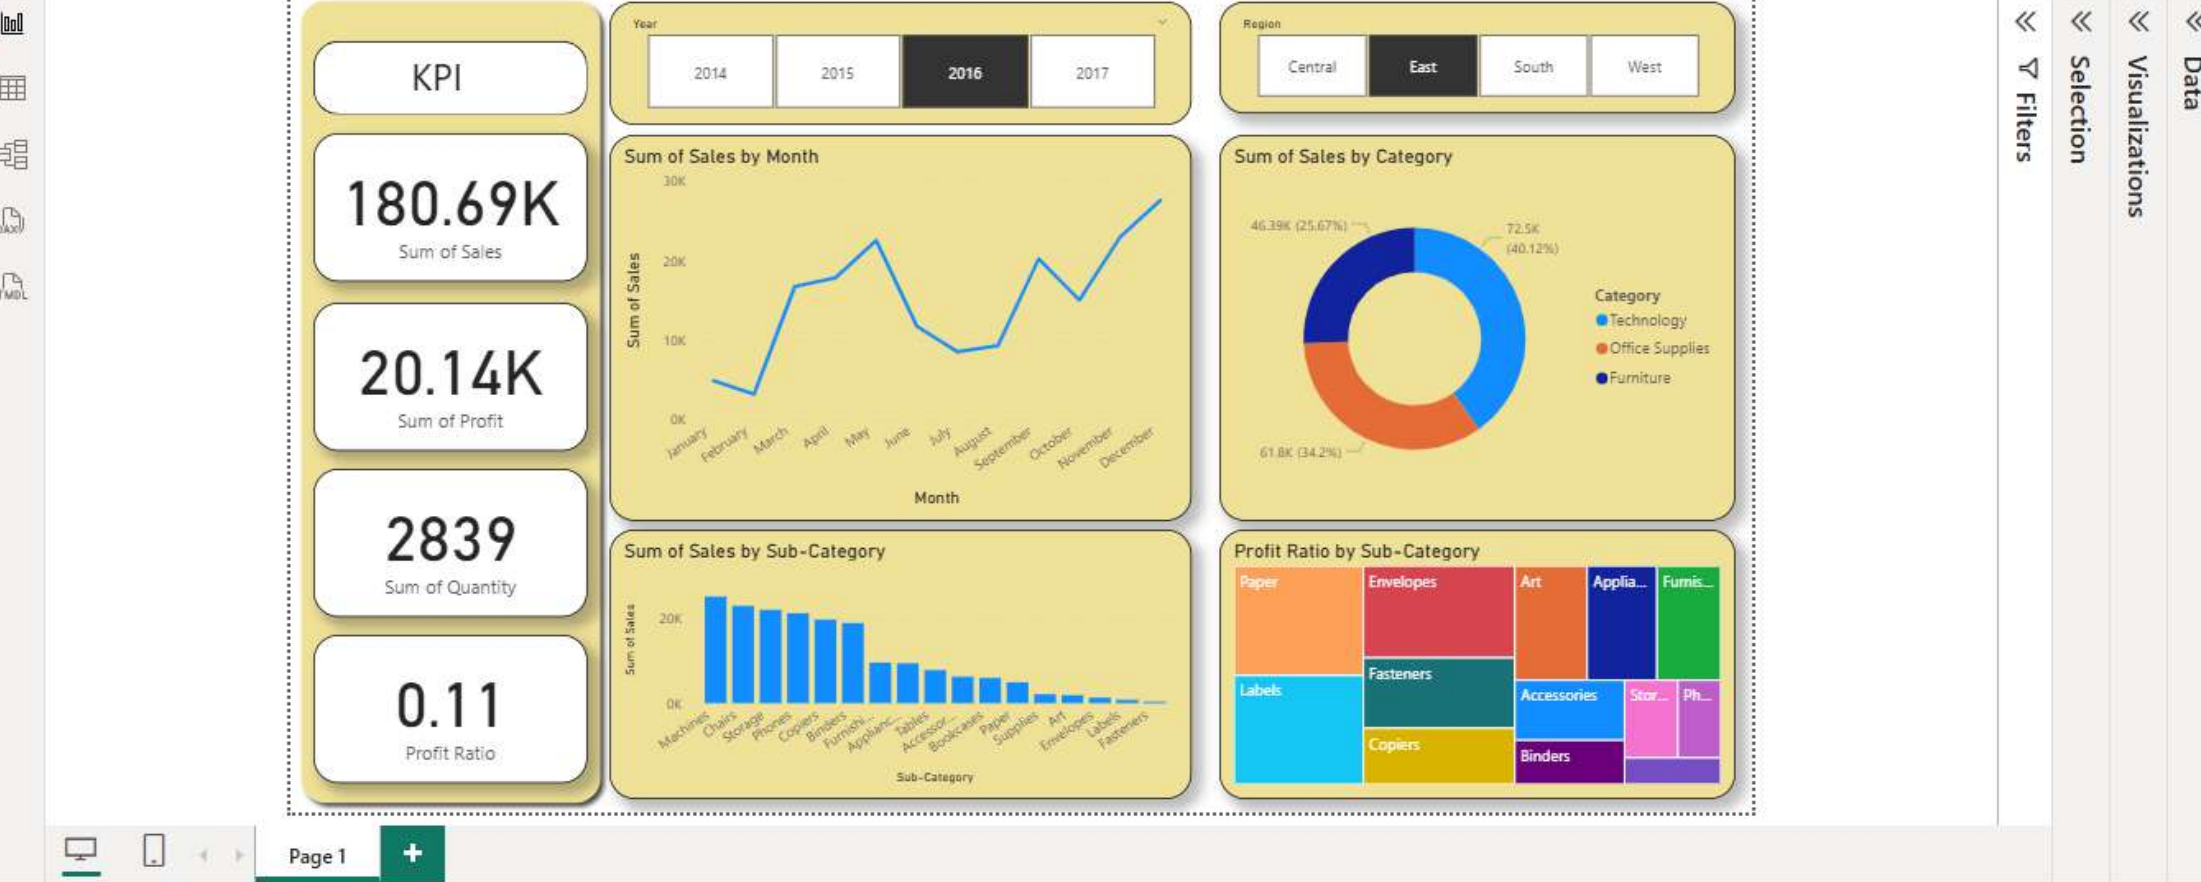 KPI
180.69K
Sum of Sales
20.14K
Sum of Profit
2839
Sum of Quantity
0.11
Profit Ratio
Year
2014
2015
2016
2017
Region
Central
East
South
West
Sum of Sales by Month
Sum of Sales
30K
20K
10K
0K
January
February
March
April
May
June
July
August
September
October
November
December
Month
Sum of Sales by Category
46.39K (25.67%)
72.5K
(40.12%)
61.8K (34.2%)
Category
Technology
Office Supplies
Furniture
Sum of Sales by Sub-Category
Sum of Sales
20K
0K
Machines
Chairs
Storage
Phones
Copiers
Binders
Furnishi...
Applianc...
Tables
Accessor...
Bookcases
Paper
Supplies
Art
Envelopes
Labels
Fasteners
Sub-Category
Profit Ratio by Sub-Category
Paper
Envelopes
Art
Applia...
Furnis...
Labels
Fasteners
Copiers
Accessories
Stor...
Ph...
Binders
Filters
Selection
Visualizations
Data
TMDL
Page 1